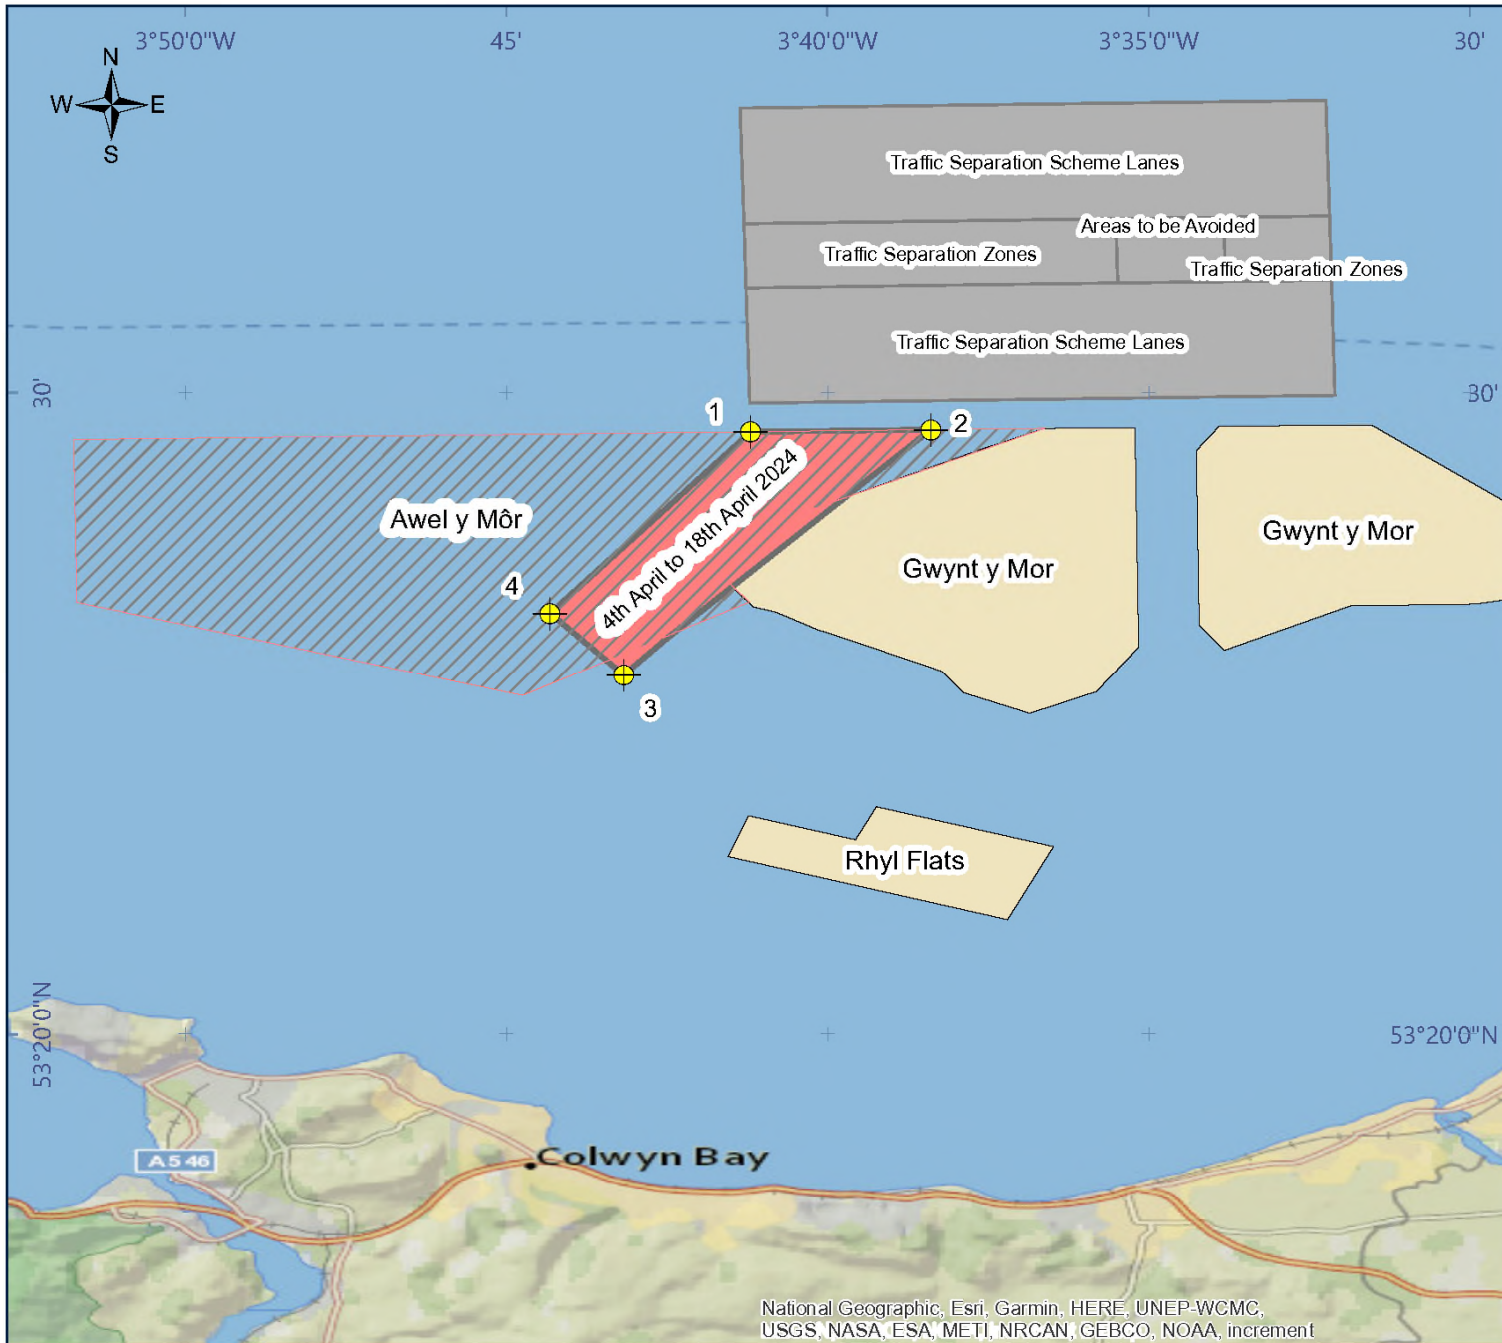 3°50'0"W
45'
3°40'0"W
3°35'0"W
30'
N
W E
S
Traffic Separation Scheme Lanes
Areas to be Avoided
Traffic Separation Zones
Traffic Separation Zones
Traffic Separation Scheme Lanes
30'
30'
1
2
4th April to 18th April 2024
Awel y Môr
Gwynt y Mor
Gwynt y Mor
4
3
Rhyl Flats
53°20'0"N
53°20'0"N
A 5 46
Colwyn Bay
National Geographic, Esri, Garmin, HERE, UNEP-WCMC,
USGS, NASA, ESA, METI, NRCAN, GEBCO, NOAA, increment